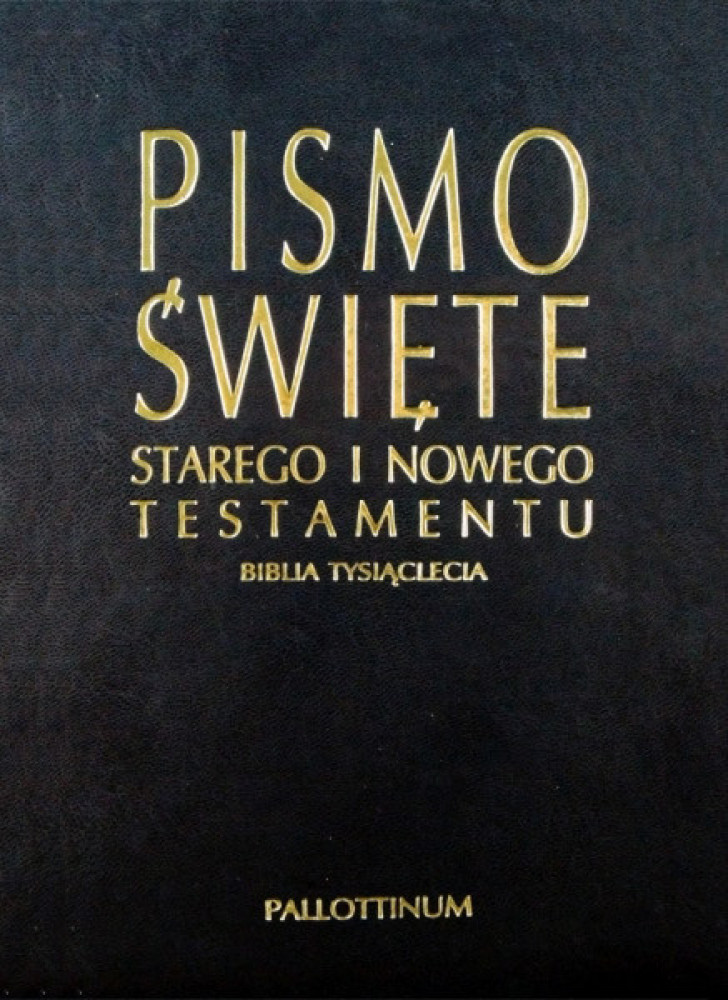 PISMO
ŚWIĘTE
STAREGO I NOWEGO
TESTAMENTU
BIBLIA TYSIĄCLECIA
PALLOTTINUM